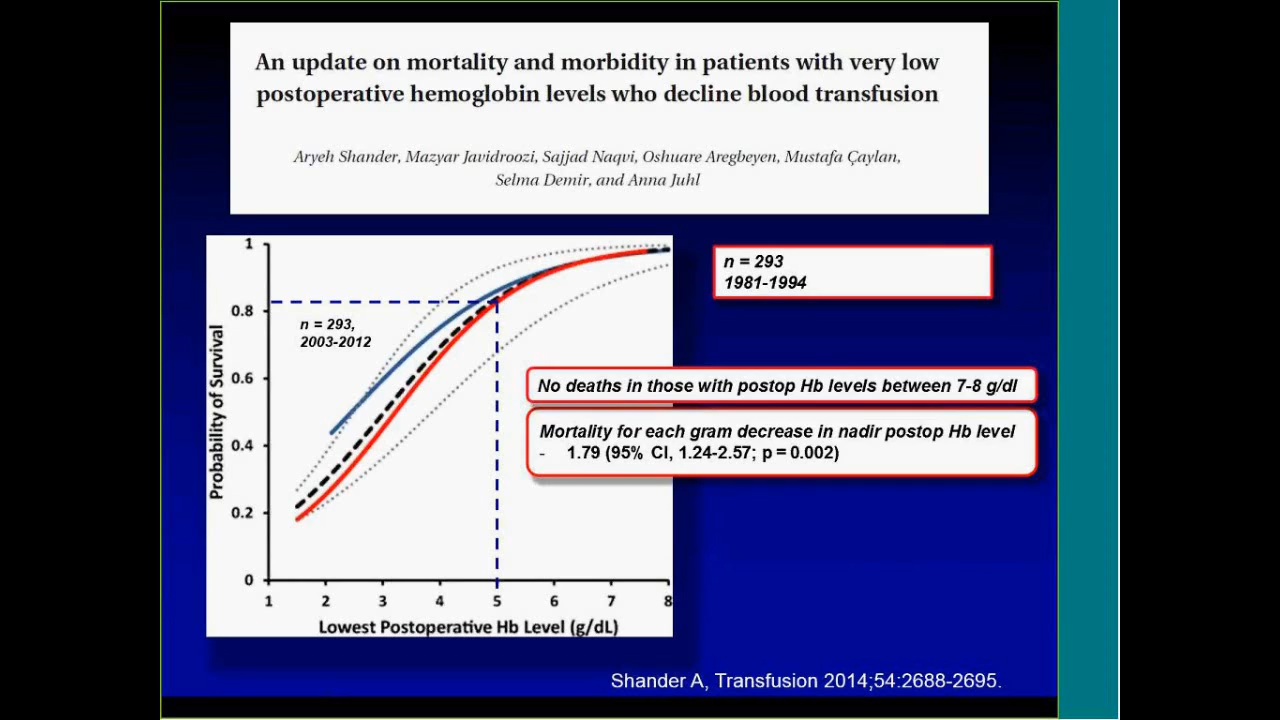 An update on mortality and morbidity in patients with very low
postoperative hemoglobin levels who decline blood transfusion
Aryeh Shander, Mazyar Javidroozi, Sajjad Naqvi, Oshuare Aregbeyen, Mustafa Çaylan,
Selma Demir, and Anna Juhl
n = 293
1981-1994
Probability of Survival
1
0.8
0.6
0.4
0.2
0
n = 293,
2003-2012
1 2 3 4 5 6 7 8
Lowest Postoperative Hb Level (g/dL)
No deaths in those with postop Hb levels between 7-8 g/dl
Mortality for each gram decrease in nadir postop Hb level
- 1.79 (95% CI, 1.24-2.57; p = 0.002)
Shander A, Transfusion 2014;54:2688-2695.